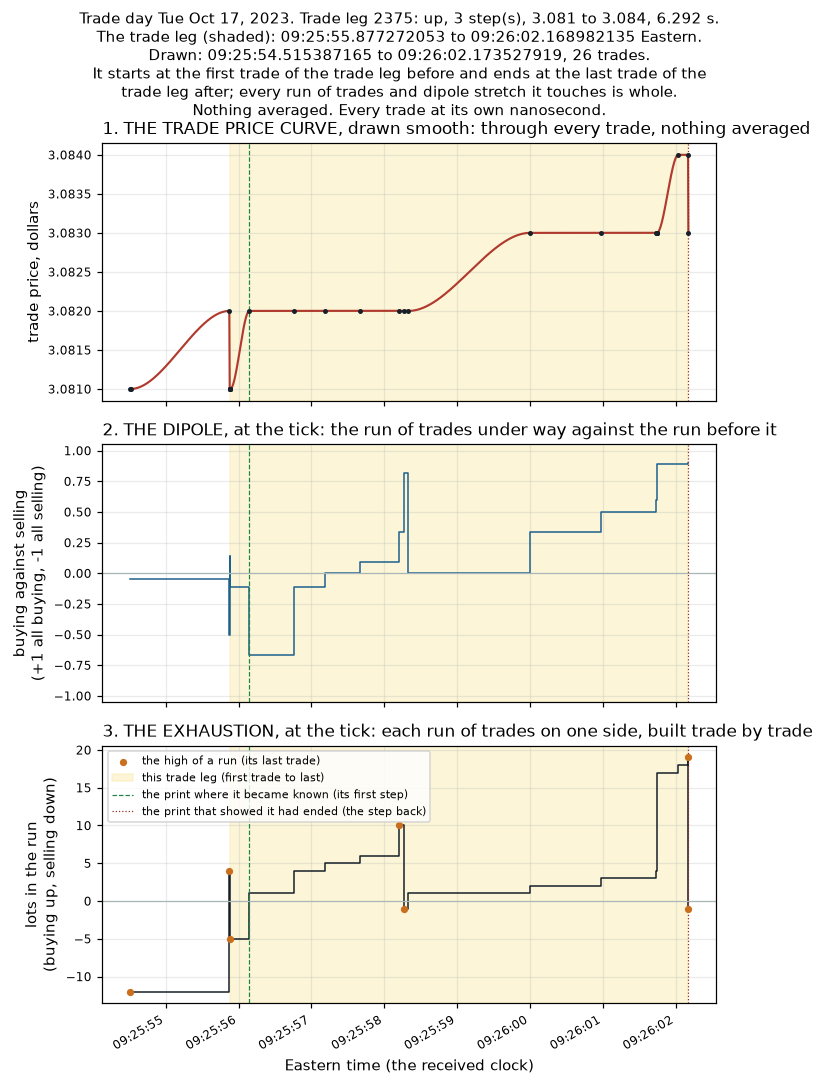 Trade day Tue Oct 17, 2023. Trade leg 2375: up, 3 step(s), 3.081 to 3.084, 6.292 s.
The trade leg (shaded): 09:25:55.877272053 to 09:26:02.168982135 Eastern.
Drawn: 09:25:54.515387165 to 09:26:02.173527919, 26 trades.
It starts at the first trade of the trade leg before and ends at the last trade of the
trade leg after; every run of trades and dipole stretch it touches is whole.
Nothing averaged. Every trade at its own nanosecond.
1. THE TRADE PRICE CURVE, drawn smooth: through every trade, nothing averaged
3.0840
3.0835
3.0830
3.0825
3.0820
3.0815
3.0810
trade price, dollars
2. THE DIPOLE, at the tick: the run of trades under way against the run before it
1.00
0.75
0.50
0.25
0.00
−0.25
−0.50
−0.75
−1.00
buying against selling
(+1 all buying, -1 all selling)
3. THE EXHAUSTION, at the tick: each run of trades on one side, built trade by trade
20
15
10
5
0
−5
−10
lots in the run
(buying up, selling down)
the high of a run (its last trade)
this trade leg (first trade to last)
the print where it became known (its first step)
the print that showed it had ended (the step back)
09:25:55
09:25:56
09:25:57
09:25:58
09:25:59
09:26:00
09:26:01
09:26:02
Eastern time (the received clock)